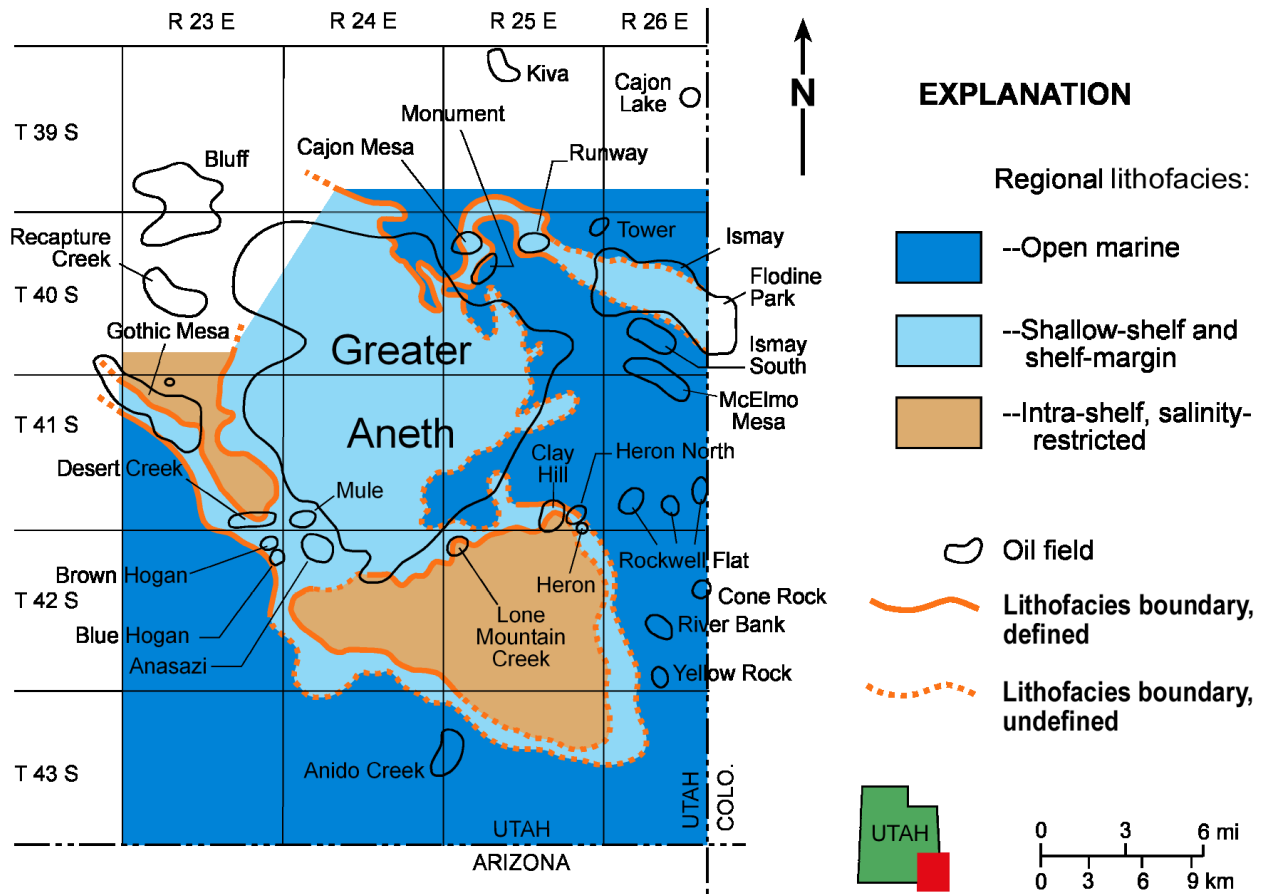 R 23 E
R 24 E
R 25 E
R 26 E
T 39 S
T 40 S
T 41 S
T 42 S
T 43 S
Kiva
Cajon
Lake
Monument
Cajon Mesa
Runway
Bluff
Recapture
Creek
Tower
Ismay
Flodine
Park
Gothic Mesa
Greater
Aneth
Ismay
South
McElmo
Mesa
Desert Creek
Mule
Clay
Hill
Heron North
Brown Hogan
Blue Hogan
Anasazi
Lone
Mountain
Creek
Heron
Rockwell Flat
Cone Rock
River Bank
Yellow Rock
Anido Creek
UTAH
COLO.
UTAH
ARIZONA
N
EXPLANATION
Regional lithofacies:
--Open marine
--Shallow-shelf and
shelf-margin
--Intra-shelf, salinity-
restricted
Oil field
Lithofacies boundary,
defined
Lithofacies boundary,
undefined
UTAH
0 3 6 mi
0 3 6 9 km